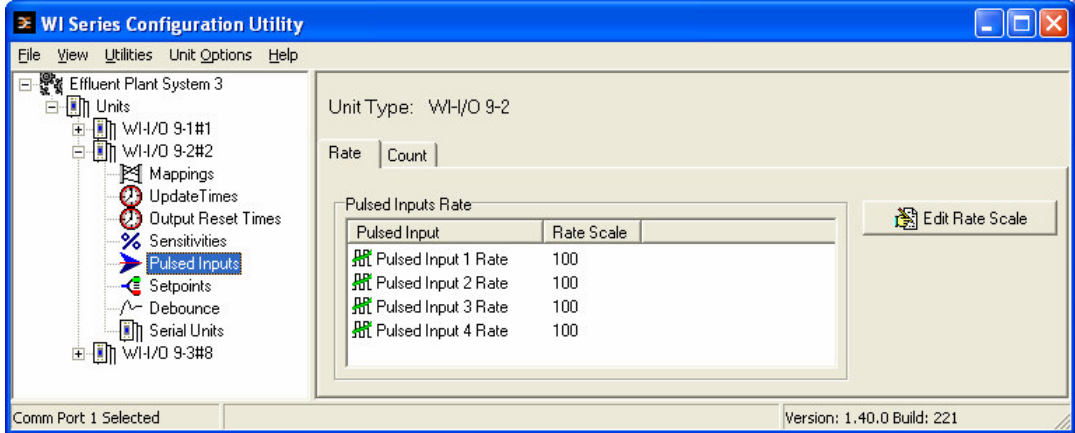 WI Series Configuration Utility
File View Utilities Unit Options Help
Effluent Plant System 3
Units
WI-I/O 9-1#1
WI-I/O 9-2#2
Mappings
UpdateTimes
Output Reset Times
Sensitivities
Pulsed Inputs
Setpoints
Debounce
Serial Units
WI-I/O 9-3#8
Unit Type: WI-I/O 9-2
Rate Count
Pulsed Inputs Rate
Pulsed Input Rate Scale
Pulsed Input 1 Rate 100
Pulsed Input 2 Rate 100
Pulsed Input 3 Rate 100
Pulsed Input 4 Rate 100
Edit Rate Scale
Comm Port 1 Selected
Version: 1.40.0 Build: 221